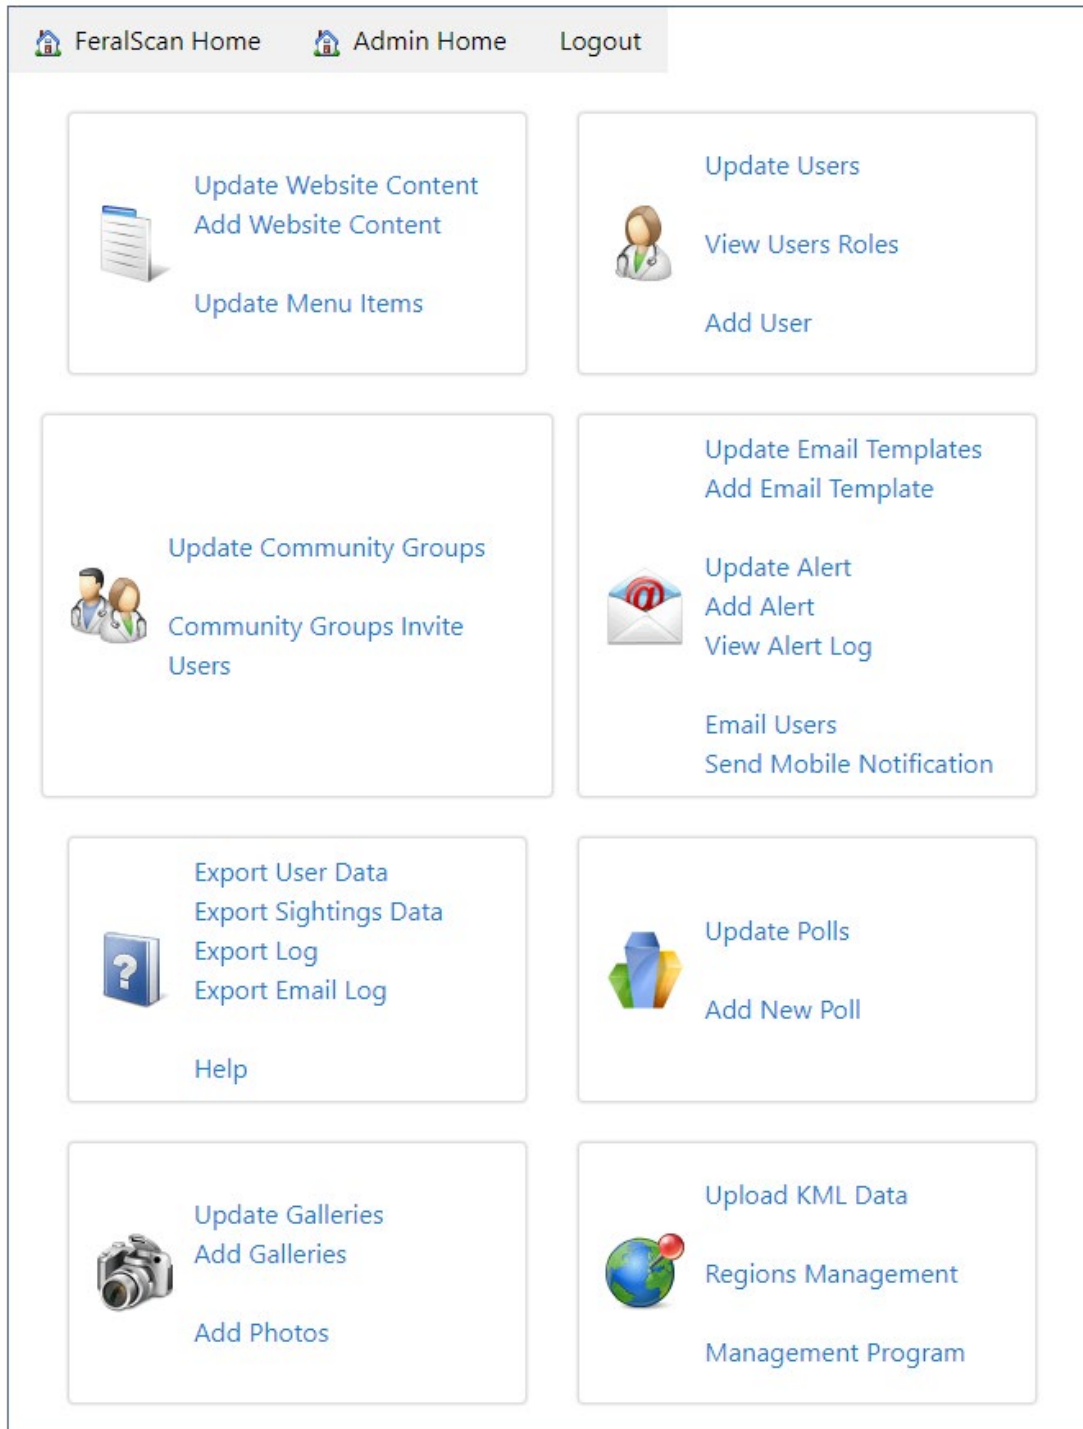 FeralScan Home Admin Home Logout
Update Website Content
Add Website Content
Update Menu Items
Update Users
View Users Roles
Add User
Update Community Groups
Community Groups Invite
Users
Update Email Templates
Add Email Template
Update Alert
Add Alert
View Alert Log
Email Users
Send Mobile Notification
Export User Data
Export Sightings Data
Export Log
Export Email Log
Help
?
Update Polls
Add New Poll
Update Galleries
Add Galleries
Add Photos
Upload KML Data
Regions Management
Management Program